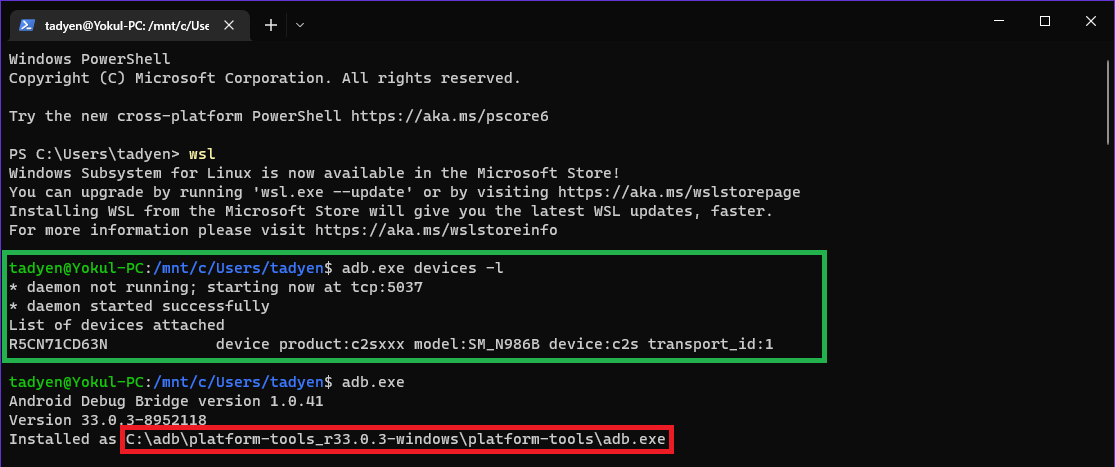 tadyen@Yokul-PC: /mnt/c/Use
Windows PowerShell
Copyright (C) Microsoft Corporation. All rights reserved.
Try the new cross-platform PowerShell https://aka.ms/pscore6
PS C:\Users\tadyen> wsl
Windows Subsystem for Linux is now available in the Microsoft Store!
You can upgrade by running 'wsl.exe --update' or by visiting https://aka.ms/wslstorepage
Installing WSL from the Microsoft Store will give you the latest WSL updates, faster.
For more information please visit https://aka.ms/wslstoreinfo
tadyen@Yokul-PC:/mnt/c/Users/tadyen$ adb.exe devices -l
* daemon not running; starting now at tcp:5037
* daemon started successfully
List of devices attached
R5CN71CD63N            device product:c2sxxx model:SM_N986B device:c2s transport_id:1
tadyen@Yokul-PC:/mnt/c/Users/tadyen$ adb.exe
Android Debug Bridge version 1.0.41
Version 33.0.3-8952118
Installed as C:\adb\platform-tools_r33.0.3-windows\platform-tools\adb.exe